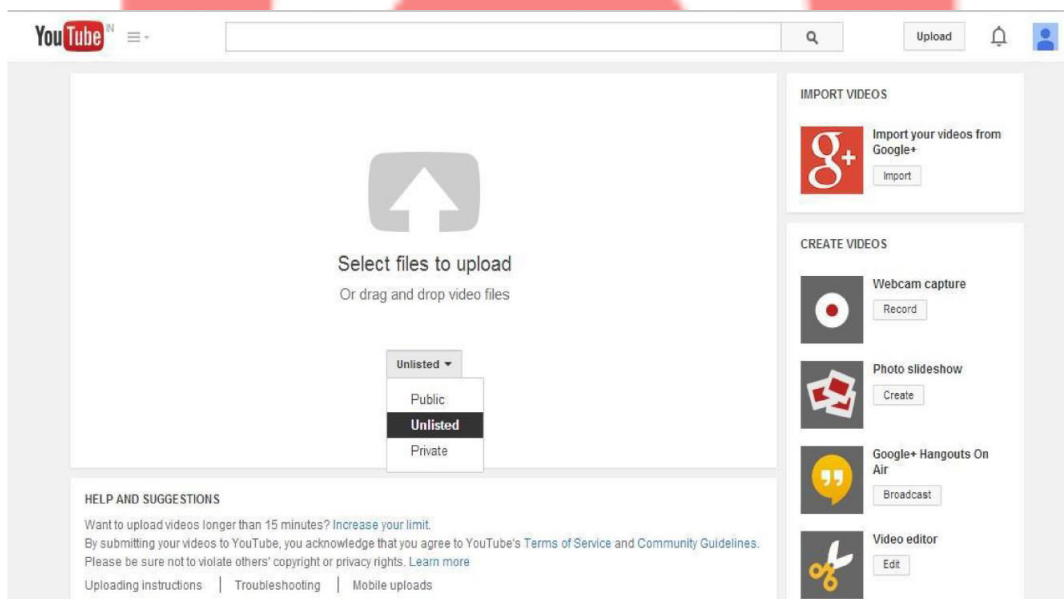 YouTube IN
Upload
Select files to upload
Or drag and drop video files
Unlisted
Public
Unlisted
Private
HELP AND SUGGESTIONS
Want to upload videos longer than 15 minutes? Increase your limit.
By submitting your videos to YouTube, you acknowledge that you agree to YouTube's Terms of Service and Community Guidelines.
Please be sure not to violate others' copyright or privacy rights. Learn more
Uploading instructions | Troubleshooting | Mobile uploads
IMPORT VIDEOS
g+
Import your videos from
Google+
Import
CREATE VIDEOS
Webcam capture
Record
Photo slideshow
Create
Google+ Hangouts On
Air
Broadcast
Video editor
Edit